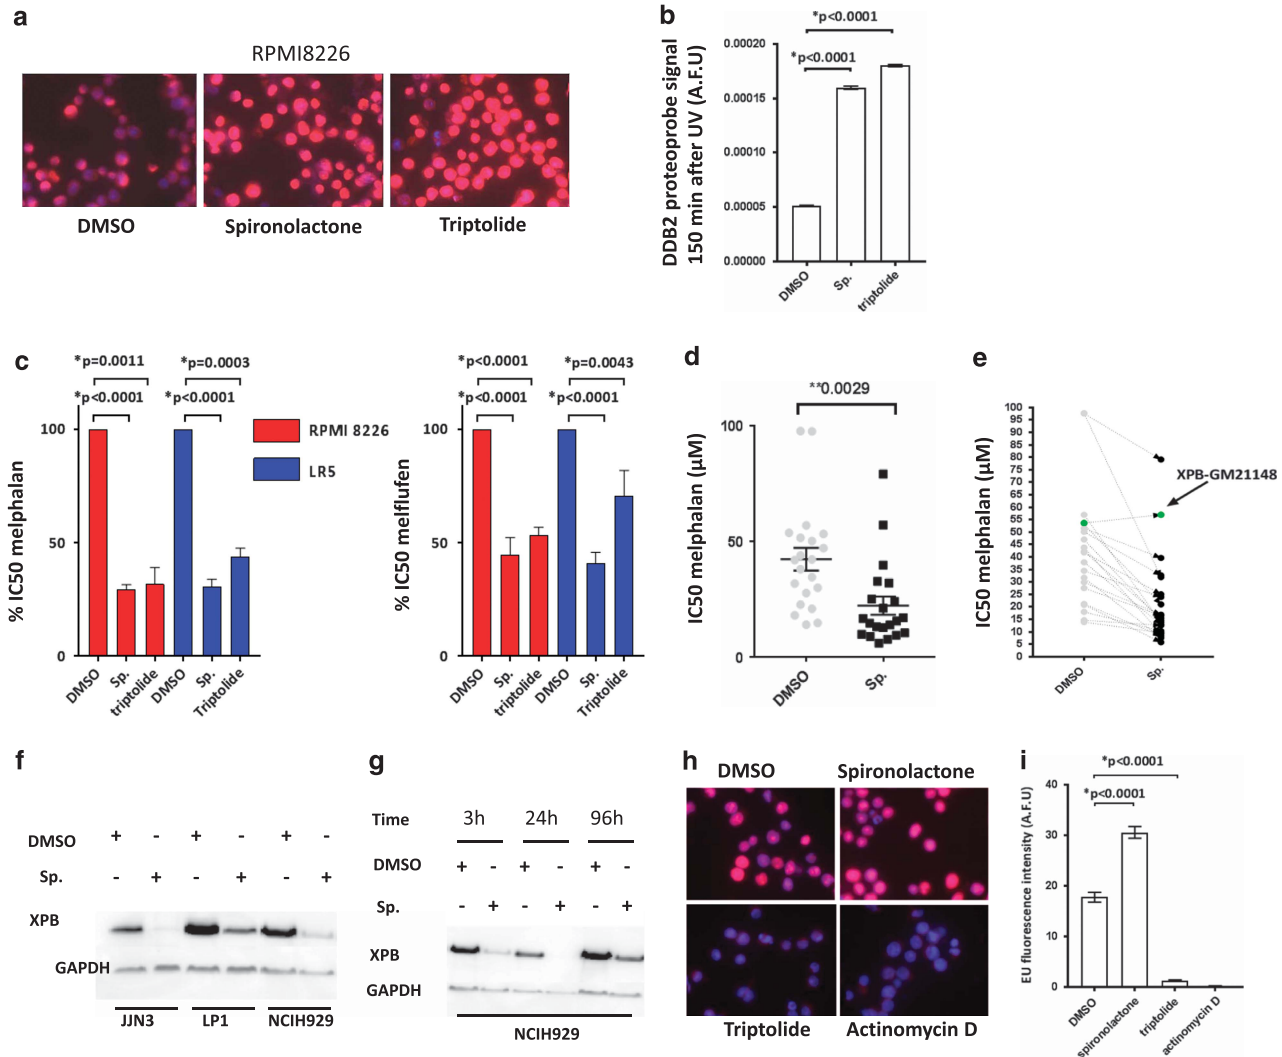 a
RPMI8226
DMSO
Spironolactone
Triptolide
b
DDB2 proteoprobe signal
150 min after UV (A.F.U)
*p<0.0001
*p<0.0001
0.00020
0.00015
0.00010
0.00005
0.00000
DMSO
Sp.
triptolide
c
% IC50 melphalan
*p=0.0011
*p=0.0003
*p<0.0001
*p<0.0001
100
50
0
DMSO
Sp.
triptolide
DMSO
Sp.
Triptolide
RPMI 8226
LR5
% IC50 melflufen
*p<0.0001
*p=0.0043
*p<0.0001
*p<0.0001
100
50
0
DMSO
Sp.
triptolide
DMSO
Sp.
Triptolide
d
IC50 melphalan (µM)
**0.0029
100
50
0
DMSO
Sp.
e
IC50 melphalan (µM)
100
95
90
85
80
75
70
65
60
55
50
45
40
35
30
25
20
15
10
5
0
XPB-GM21148
DMSO
Sp.
f
DMSO + - + - + -
Sp. - + - + - +
XPB
GAPDH
JJN3 LP1 NCIH929
g
Time 3h 24h 96h
DMSO + - + - + -
Sp. - + - + - +
XPB
GAPDH
NCIH929
h
DMSO
Spironolactone
Triptolide
Actinomycin D
i
EU fluorescence intensity (A.F.U)
*p<0.0001
*p<0.0001
40
30
20
10
0
DMSO
spironolactone
triptolide
actinomycin D